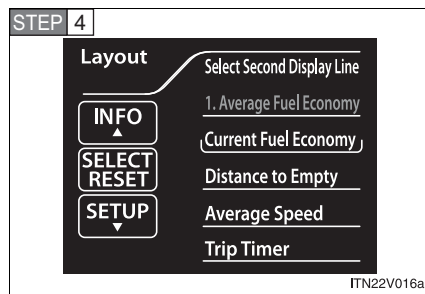 STEP 4
Layout
Select Second Display Line
1. Average Fuel Economy
INFO
Current Fuel Economy
SELECT
RESET
Distance to Empty
SETUP
Average Speed
Trip Timer
ITN22V016a